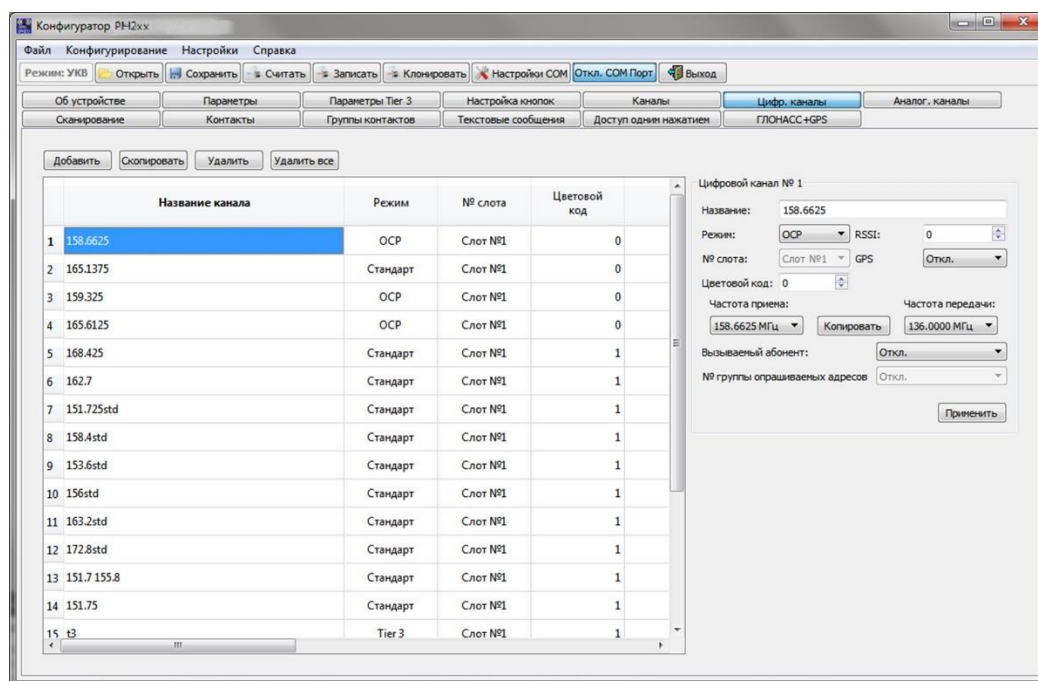 Конфигуратор РН2xx
Файл Конфигурирование Настройки Справка
Режим: УКВ Открыть Сохранить Считать Записать Клонировать Настройки COM Откл. COM Порт Выход
Об устройстве Параметры Параметры Tier 3 Настройка кнопок Каналы Цифр. каналы Аналог. каналы
Сканирование Контакты Группы контактов Текстовые сообщения Доступ одним нажатием ГЛОНАСС+GPS
Добавить Скопировать Удалить Удалить все
Название канала Режим № слота Цветовой код
1 158.6625 OCP Слот №1 0
2 165.1375 Стандарт Слот №1 0
3 159.325 OCP Слот №1 0
4 165.6125 OCP Слот №1 0
5 168.425 Стандарт Слот №1 1
6 162.7 Стандарт Слот №1 1
7 151.725std Стандарт Слот №1 1
8 158.4std Стандарт Слот №1 1
9 153.6std Стандарт Слот №1 1
10 156std Стандарт Слот №1 1
11 163.2std Стандарт Слот №1 1
12 172.8std Стандарт Слот №1 1
13 151.7 155.8 Стандарт Слот №1 1
14 151.75 Стандарт Слот №1 1
15 t3 Tier 3 Слот №1 1
Цифровой канал № 1
Название: 158.6625
Режим: OCP RSSI: 0
№ слота: Слот №1 GPS Откл.
Цветовой код: 0
Частота приема: Частота передачи:
158.6625 МГц Копировать 136.0000 МГц
Вызываемый абонент: Откл.
№ группы опрашиваемых адресов Откл.
Применить